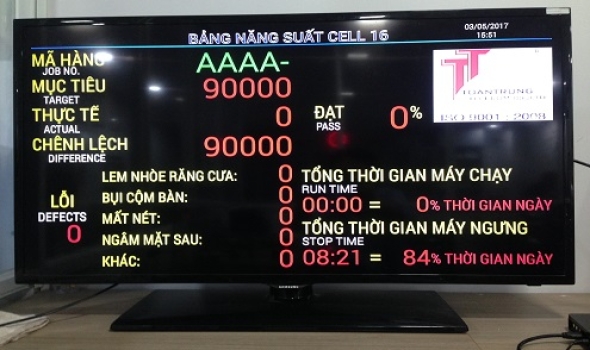 BẢNG NĂNG SUẤT CELL 16
03/05/2017
16:51
MÃ HÀNG AAAA-
JOB NO.
MỤC TIÊU 90000
TARGET
THỰC TẾ 0 ĐẠT 0%
ACTUAL PASS
CHÊNH LỆCH 90000
DIFFERENCE
TT
TOANTRUNG
ISO 9001 : 2008
LỖI
DEFECTS
0
LEM NHÒE RĂNG CƯA: 0
BỤI CỘM BÀN: 0
MẤT NÉT: 0
NGÂM MẶT SAU: 0
KHÁC: 0
TỔNG THỜI GIAN MÁY CHẠY
RUN TIME
00:00 = 0% THỜI GIAN NGÀY
TỔNG THỜI GIAN MÁY NGƯNG
STOP TIME
08:21 = 84% THỜI GIAN NGÀY
SAMSUNG